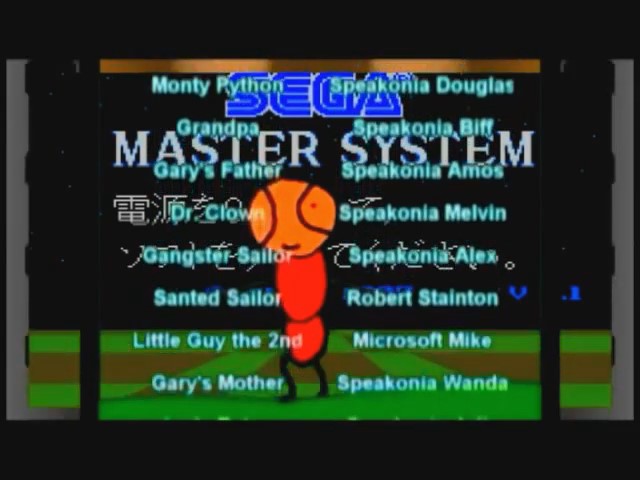 Monty Python Speakonia Douglas
SEGA
Grandpa Speakonia Biff
MASTER SYSTEM
Gary's Father Speakonia Amos
電源を
Dr. Clown Speakonia Melvin
Gangster Sailor Speakonia Alex
てください。
Santed Sailor Robert Stainton
Little Guy the 2nd Microsoft Mike
Gary's Mother Speakonia Wanda